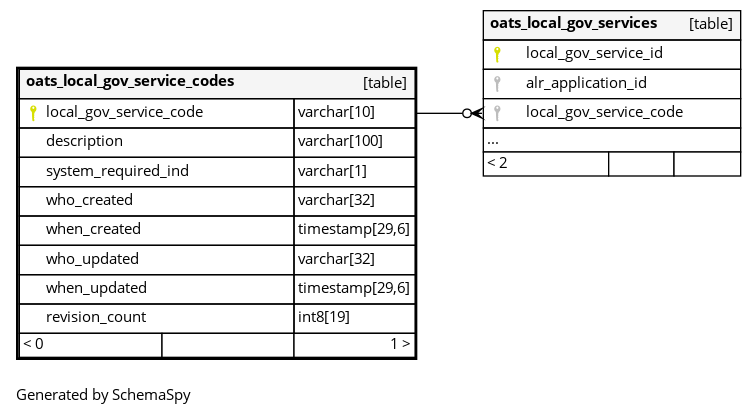 oats_local_gov_services [table]
local_gov_service_id
alr_application_id
local_gov_service_code
...
< 2
oats_local_gov_service_codes [table]
local_gov_service_code varchar[10]
description varchar[100]
system_required_ind varchar[1]
who_created varchar[32]
when_created timestamp[29,6]
who_updated varchar[32]
when_updated timestamp[29,6]
revision_count int8[19]
< 0 1 >
Generated by SchemaSpy